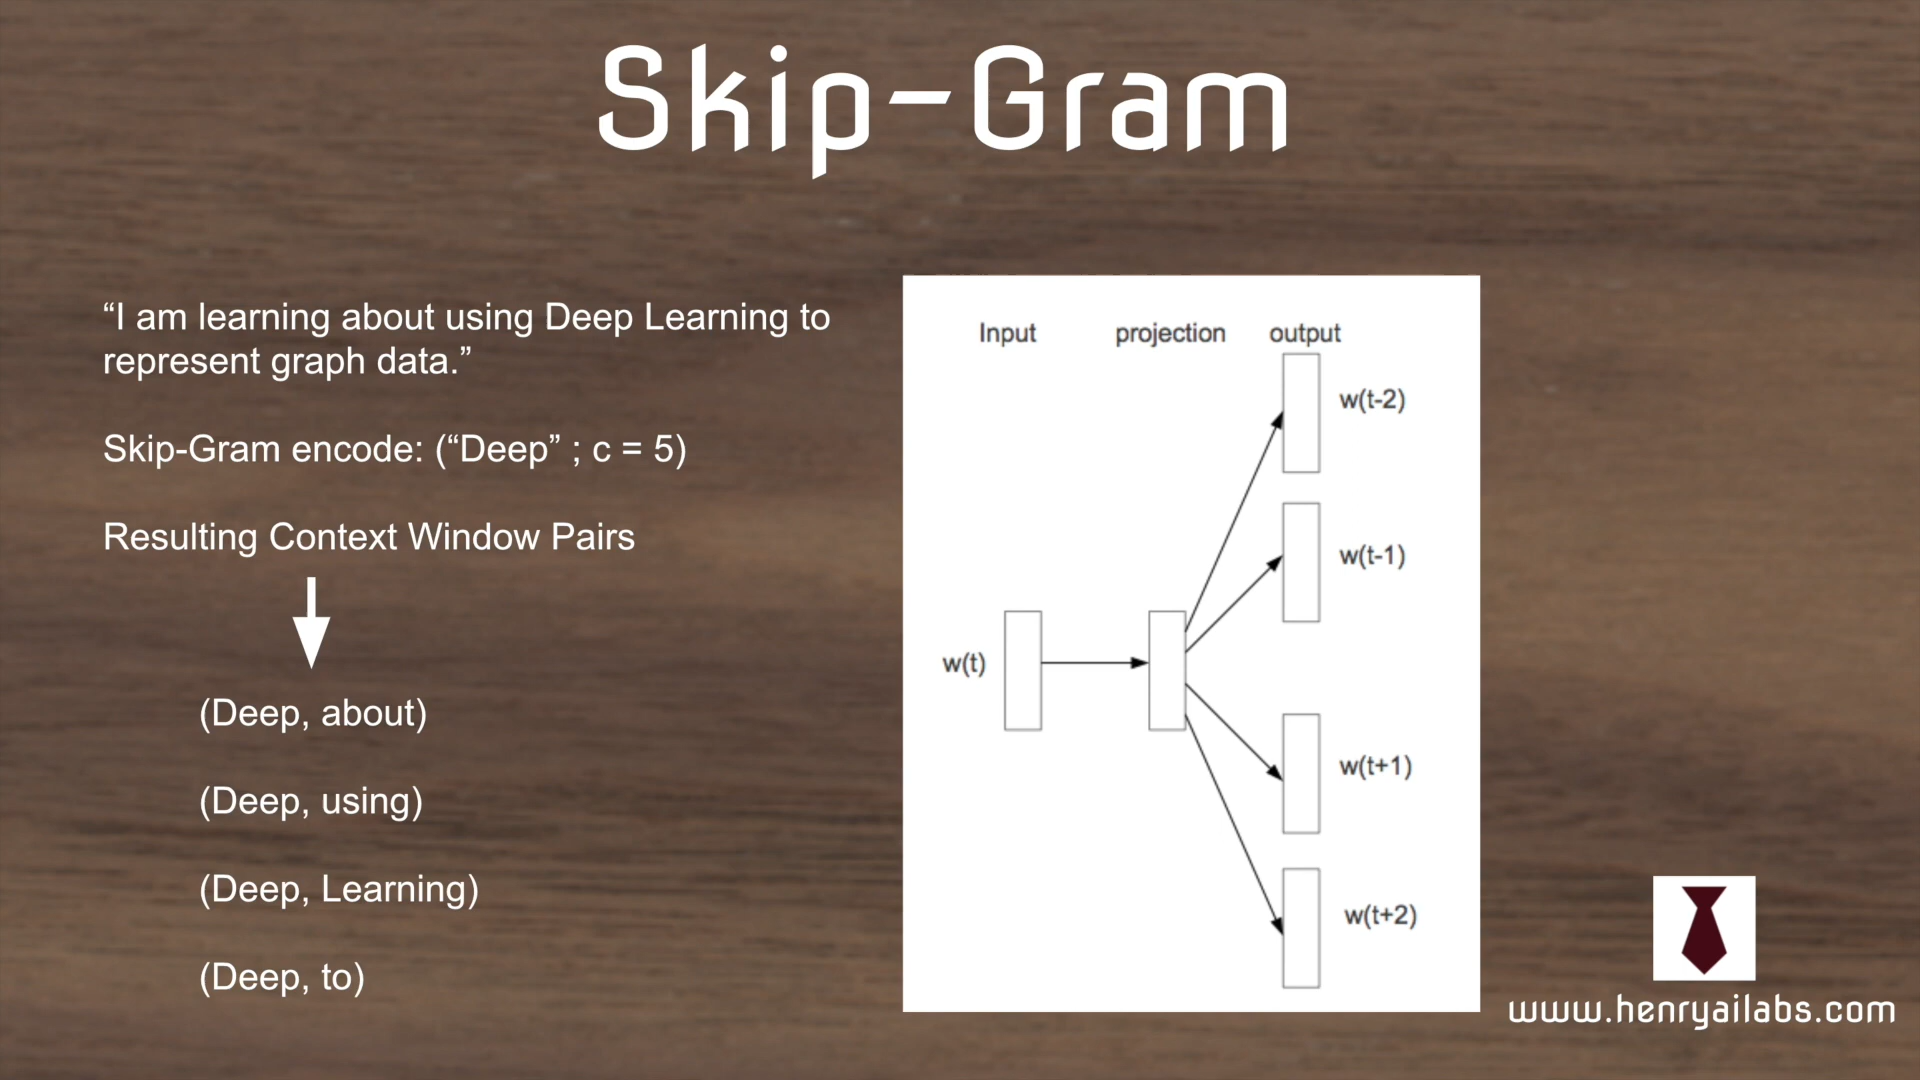 Skip-Gram
“I am learning about using Deep Learning to
represent graph data.”
Skip-Gram encode: (“Deep” ; c = 5)
Resulting Context Window Pairs
(Deep, about)
(Deep, using)
(Deep, Learning)
(Deep, to)
Input projection output
w(t-2)
w(t-1)
w(t)
w(t+1)
w(t+2)
www.henryailabs.com